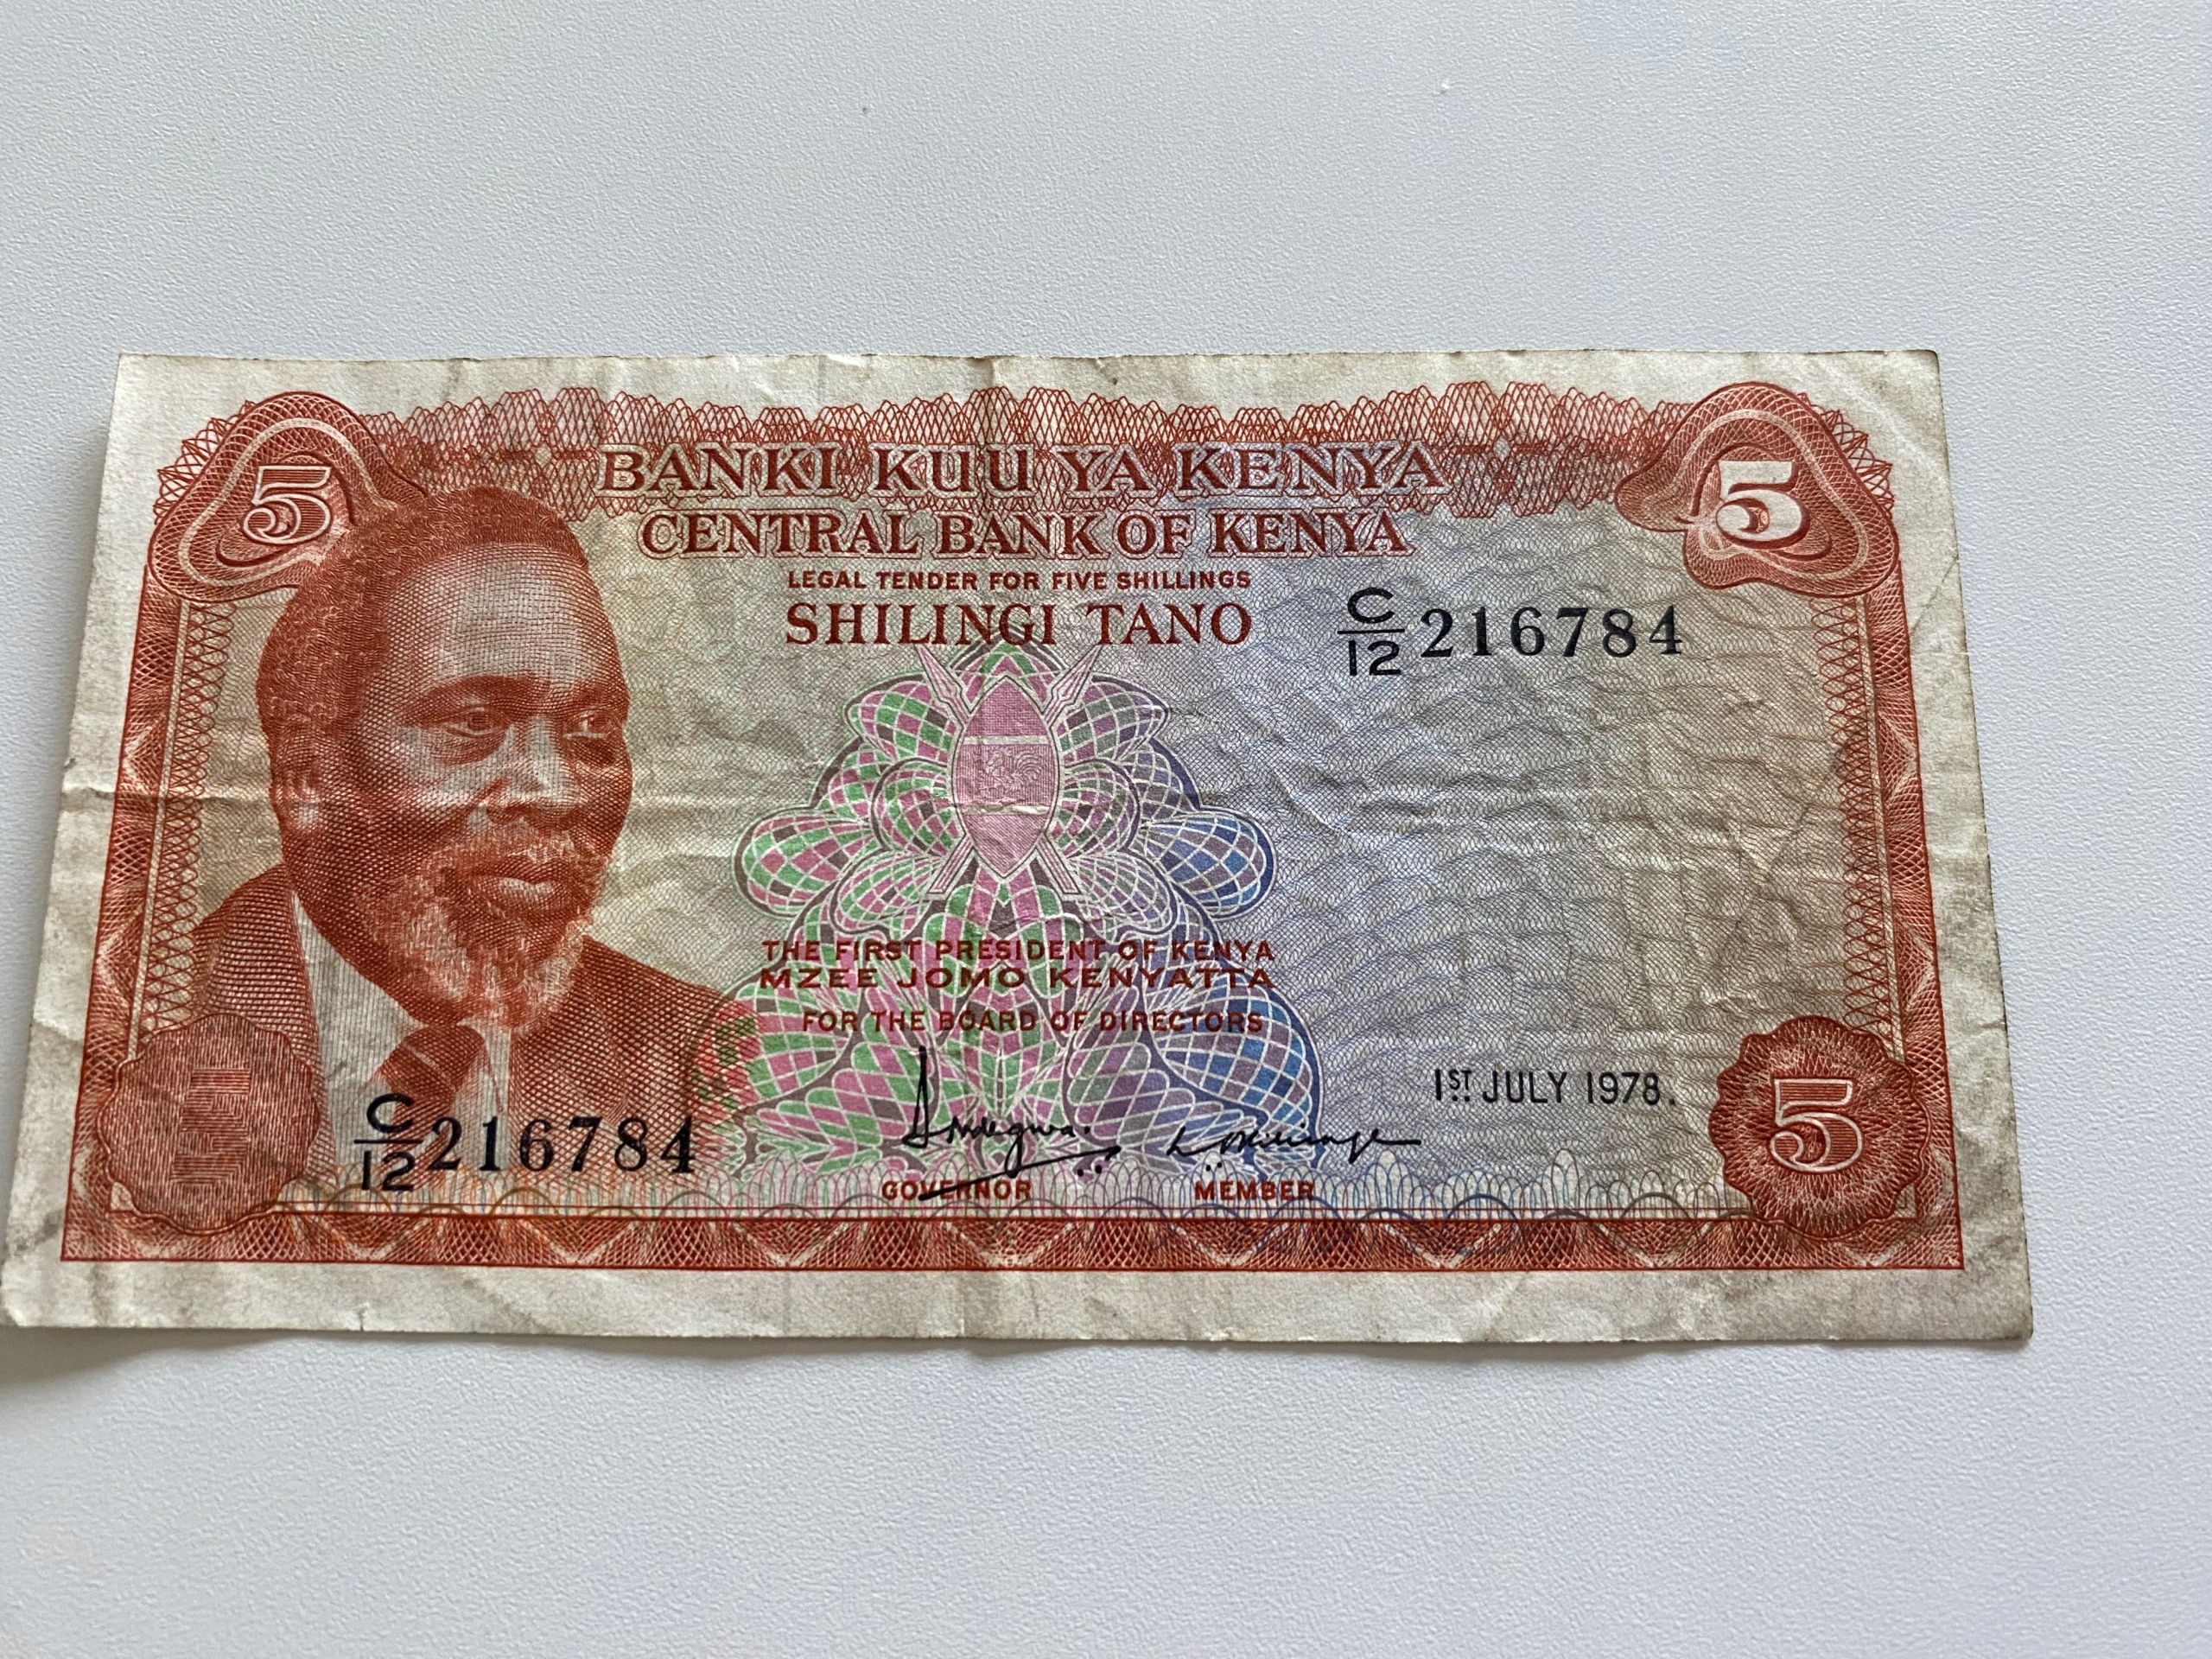 5 5
BANKI KUU YA KENYA
CENTRAL BANK OF KENYA
LEGAL TENDER FOR FIVE SHILLINGS
SHILINGI TANO
C/12 216784
THE FIRST PRESIDENT OF KENYA
MZEE JOMO KENYATTA
FOR THE BOARD OF DIRECTORS
1ST JULY 1978.
C/12 216784
GOVERNOR MEMBER
5